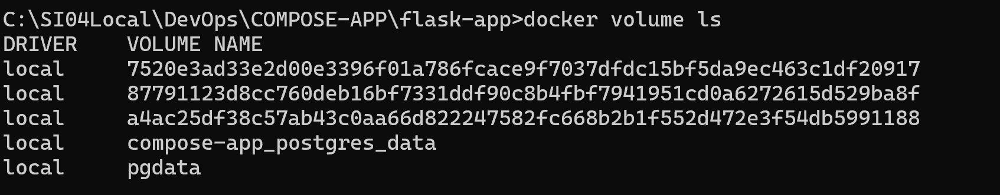 C:\SI04Local\DevOps\COMPOSE-APP\flask-app>docker volume ls
DRIVER    VOLUME NAME
local     7520e3ad33e2d00e3396f01a786fcace9f7037dfdc15bf5da9ec463c1df20917
local     87791123d8cc760deb16bf7331ddf90c8b4fbf7941951cd0a6272615d529ba8f
local     a4ac25df38c57ab43c0aa66d822247582fc668b2b1f552d472e3f54db5991188
local     compose-app_postgres_data
local     pgdata